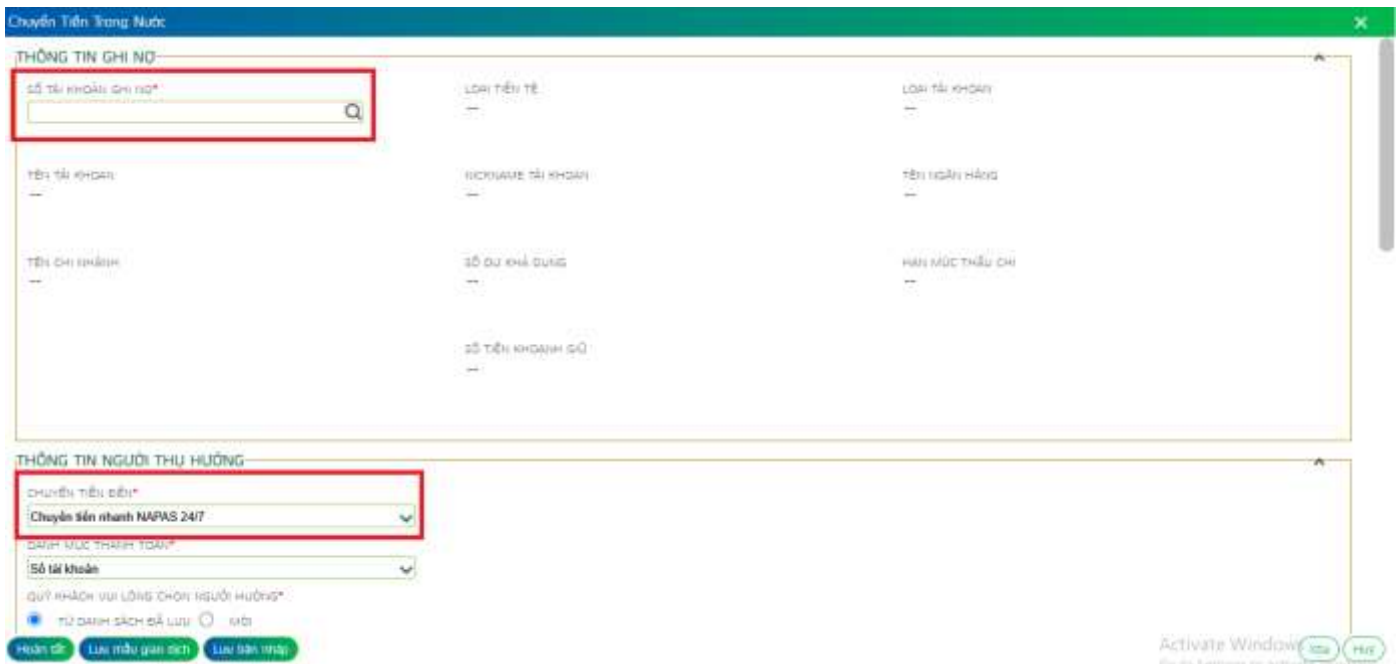 Chuyển Tiền Trong Nước
THÔNG TIN GHI NỢ
SỐ TÀI KHOẢN GHI NỢ*
LOẠI TIỀN TỆ
LOẠI TÀI KHOẢN
--
--
TÊN TÀI KHOẢN
NICKNAME TÀI KHOẢN
TÊN NGÂN HÀNG
--
--
--
TÊN CHI NHÁNH
SỐ DƯ KHẢ DỤNG
HẠN MỨC THẤU CHI
--
--
--
SỐ TIỀN KHOANH GIỮ
--
THÔNG TIN NGƯỜI THỤ HƯỞNG
CHUYỂN TIỀN ĐẾN*
Chuyển tiền nhanh NAPAS 24/7
DANH MỤC THANH TOÁN*
Số tài khoản
QUÝ KHÁCH VUI LÒNG CHỌN NGƯỜI HƯỞNG*
TỪ DANH SÁCH ĐÃ LƯU
MỚI
Hoàn tất
Lưu mẫu giao dịch
Lưu bản nháp
Activate Window
Xóa
Huỷ